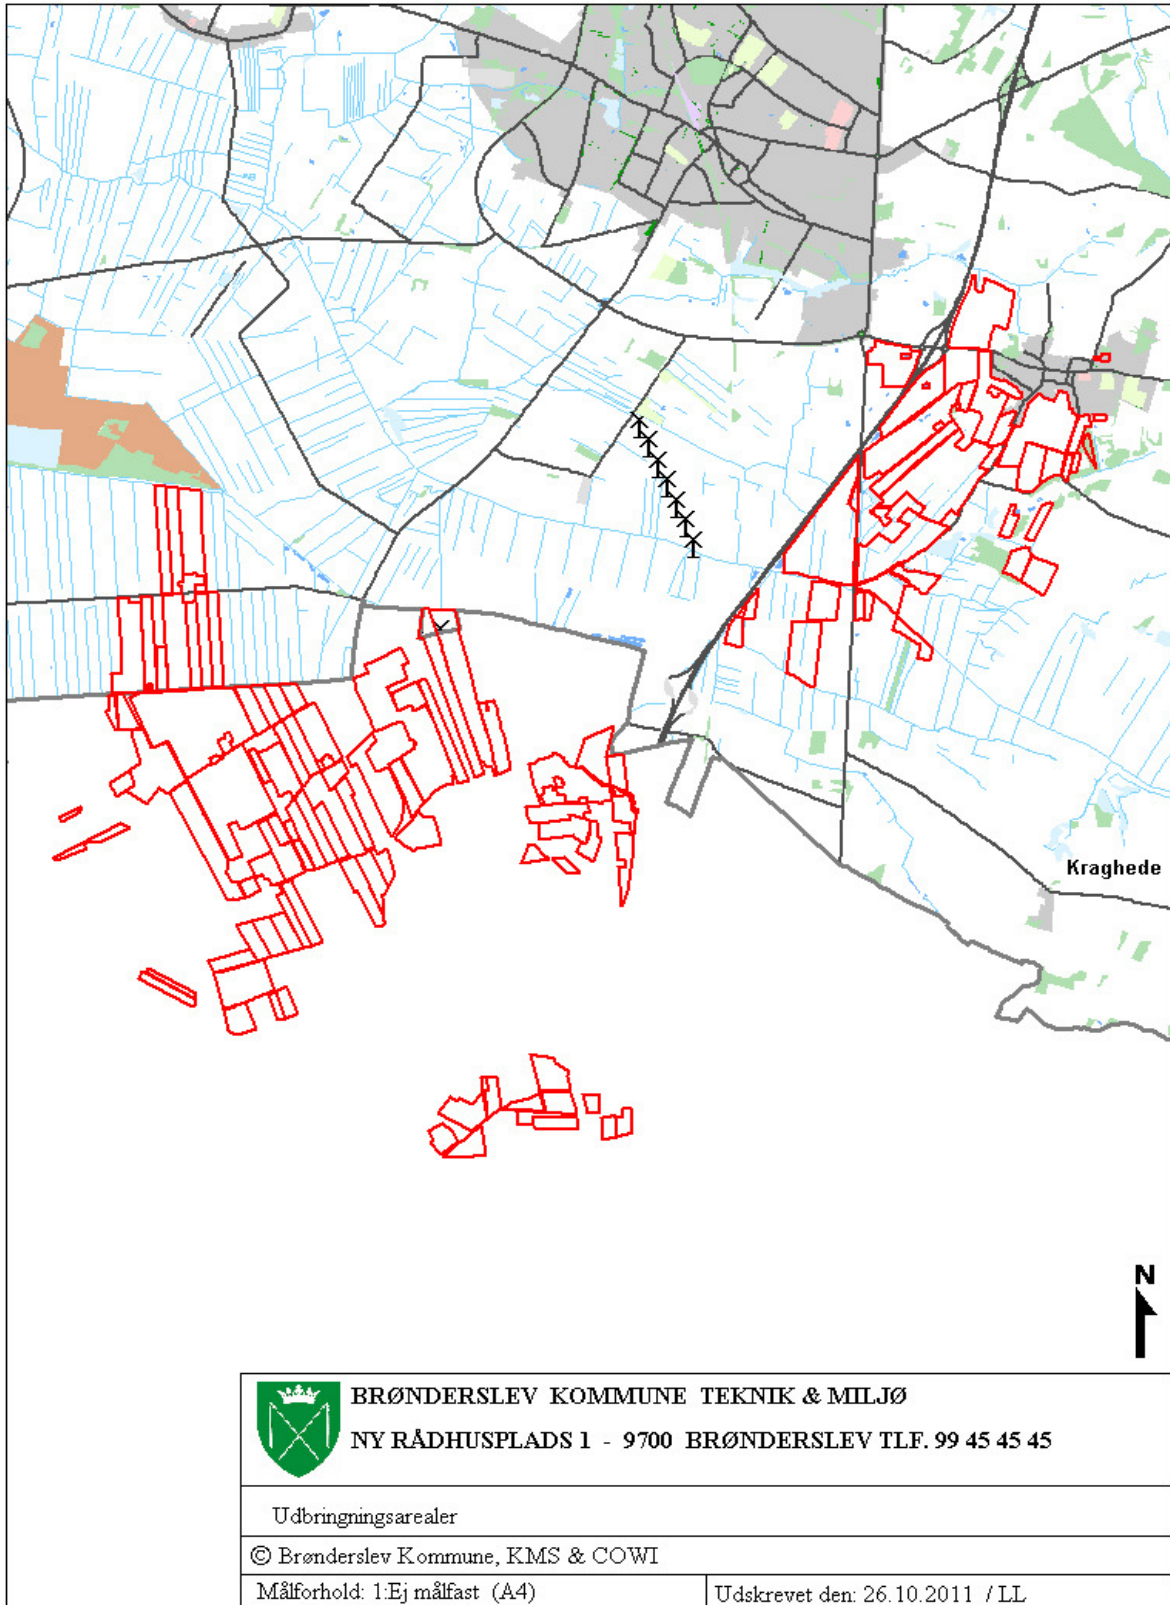 Kraghede
N
BRØNDERSLEV KOMMUNE TEKNIK & MILJØ
NY RÅDHUSPLADS 1 - 9700 BRØNDERSLEV TLF. 99 45 45 45
Udbringningsarealer
© Brønderslev Kommune, KMS & COWI
Målforhold: 1:Ej målfast (A4)
Udskrevet den: 26.10.2011 / LL